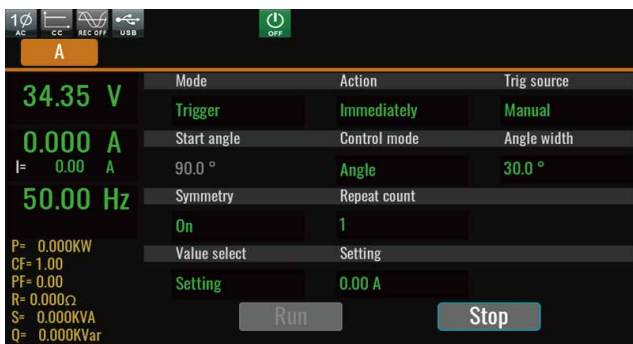 1Ø AC CC REC OFF USB OFF
A
34.35 V
0.000 A
I= 0.00 A
50.00 Hz
P= 0.000KW
CF= 1.00
PF= 0.00
R= 0.000Ω
S= 0.000KVA
Q= 0.000KVar
Mode Action Trig source
Trigger Immediately Manual
Start angle Control mode Angle width
90.0 ° Angle 30.0 °
Symmetry Repeat count
On 1
Value select Setting
Setting 0.00 A
Run Stop